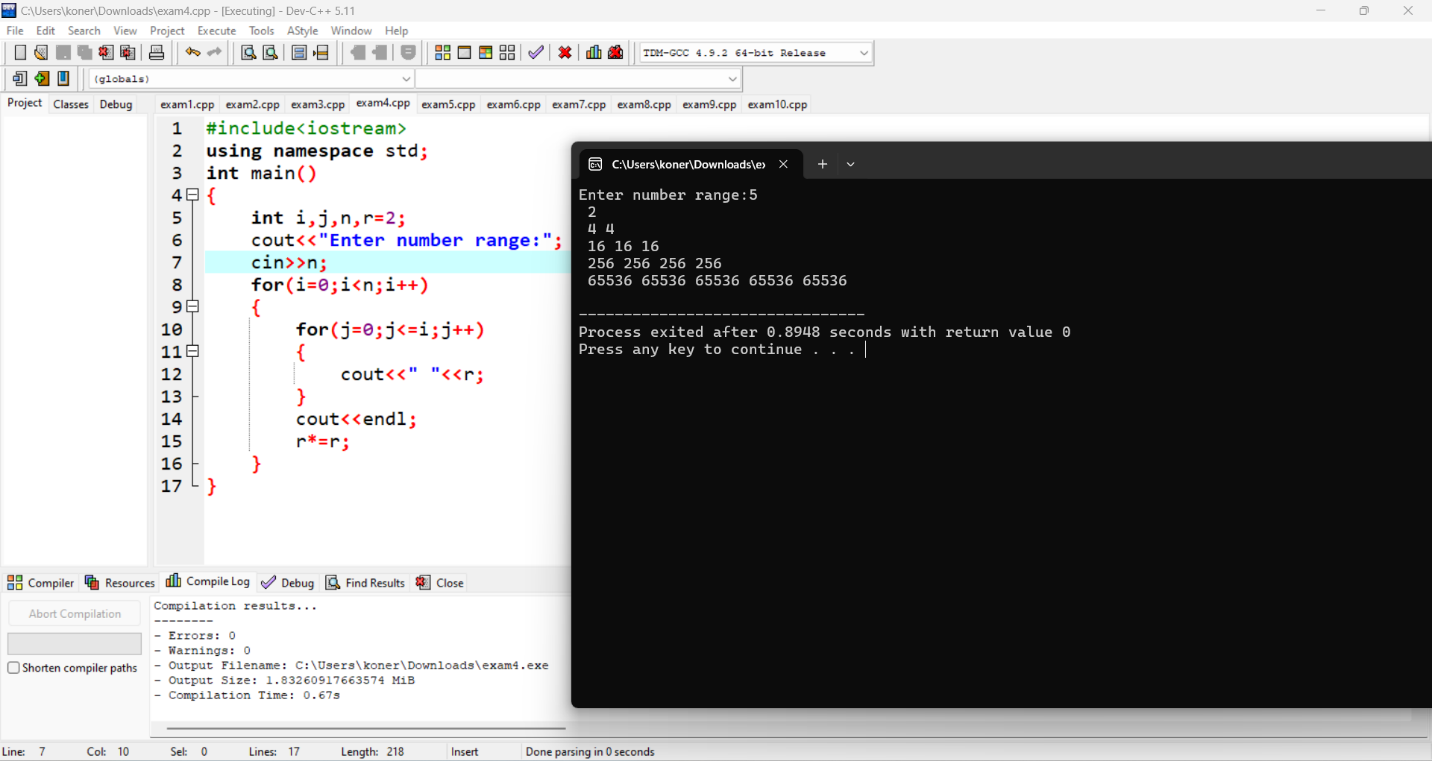 C:\Users\koner\Downloads\exam4.cpp - [Executing] - Dev-C++ 5.11
File Edit Search View Project Execute Tools AStyle Window Help
TDM-GCC 4.9.2 64-bit Release
(globals)
Project Classes Debug exam1.cpp exam2.cpp exam3.cpp exam4.cpp exam5.cpp exam6.cpp exam7.cpp exam8.cpp exam9.cpp exam10.cpp
1 #include<iostream>
2 using namespace std;
3 int main()
4 {
5 int i,j,n,r=2;
6 cout<<"Enter number range:";
7 cin>>n;
8 for(i=0;i<n;i++)
9 {
10 for(j=0;j<=i;j++)
11 {
12 cout<<" "<<r;
13 }
14 cout<<endl;
15 r*=r;
16 }
17 }
C:\Users\koner\Downloads\e
Enter number range:5
2
4 4
16 16 16
256 256 256 256
65536 65536 65536 65536 65536
--------------------------------
Process exited after 0.8948 seconds with return value 0
Press any key to continue . . .
Compiler Resources Compile Log Debug Find Results Close
Abort Compilation
Shorten compiler paths
Compilation results...
--------
- Errors: 0
- Warnings: 0
- Output Filename: C:\Users\koner\Downloads\exam4.exe
- Output Size: 1.83260917663574 MiB
- Compilation Time: 0.67s
Line: 7 Col: 10 Sel: 0 Lines: 17 Length: 218 Insert Done parsing in 0 seconds